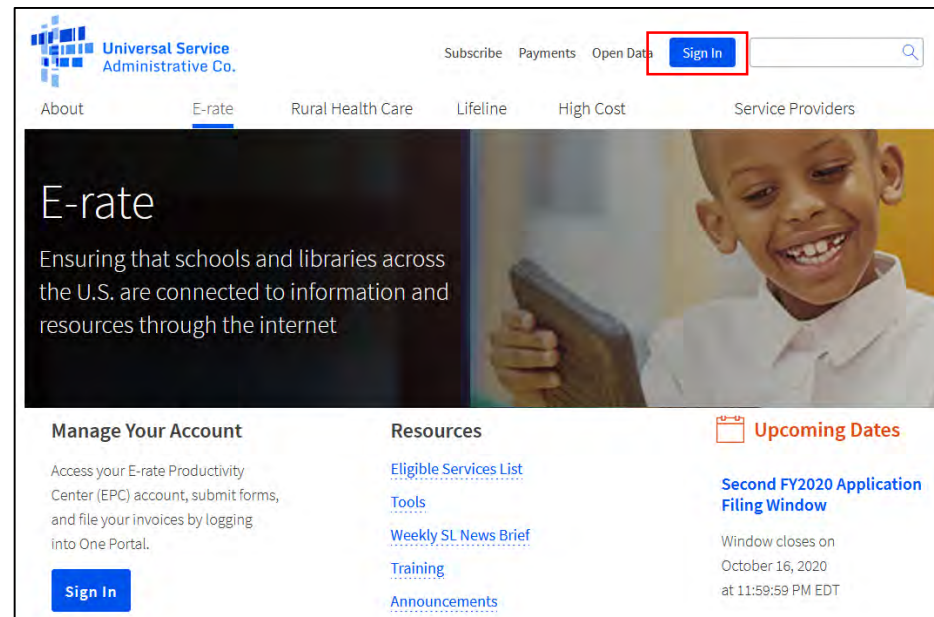 Universal Service
Administrative Co.
Subscribe Payments Open Data Sign In
About E-rate Rural Health Care Lifeline High Cost Service Providers
E-rate
Ensuring that schools and libraries across
the U.S. are connected to information and
resources through the internet
Manage Your Account
Access your E-rate Productivity
Center (EPC) account, submit forms,
and file your invoices by logging
into One Portal.
Sign In
Resources
Eligible Services List
Tools
Weekly SL News Brief
Training
Announcements
Upcoming Dates
Second FY2020 Application
Filing Window
Window closes on
October 16, 2020
at 11:59:59 PM EDT